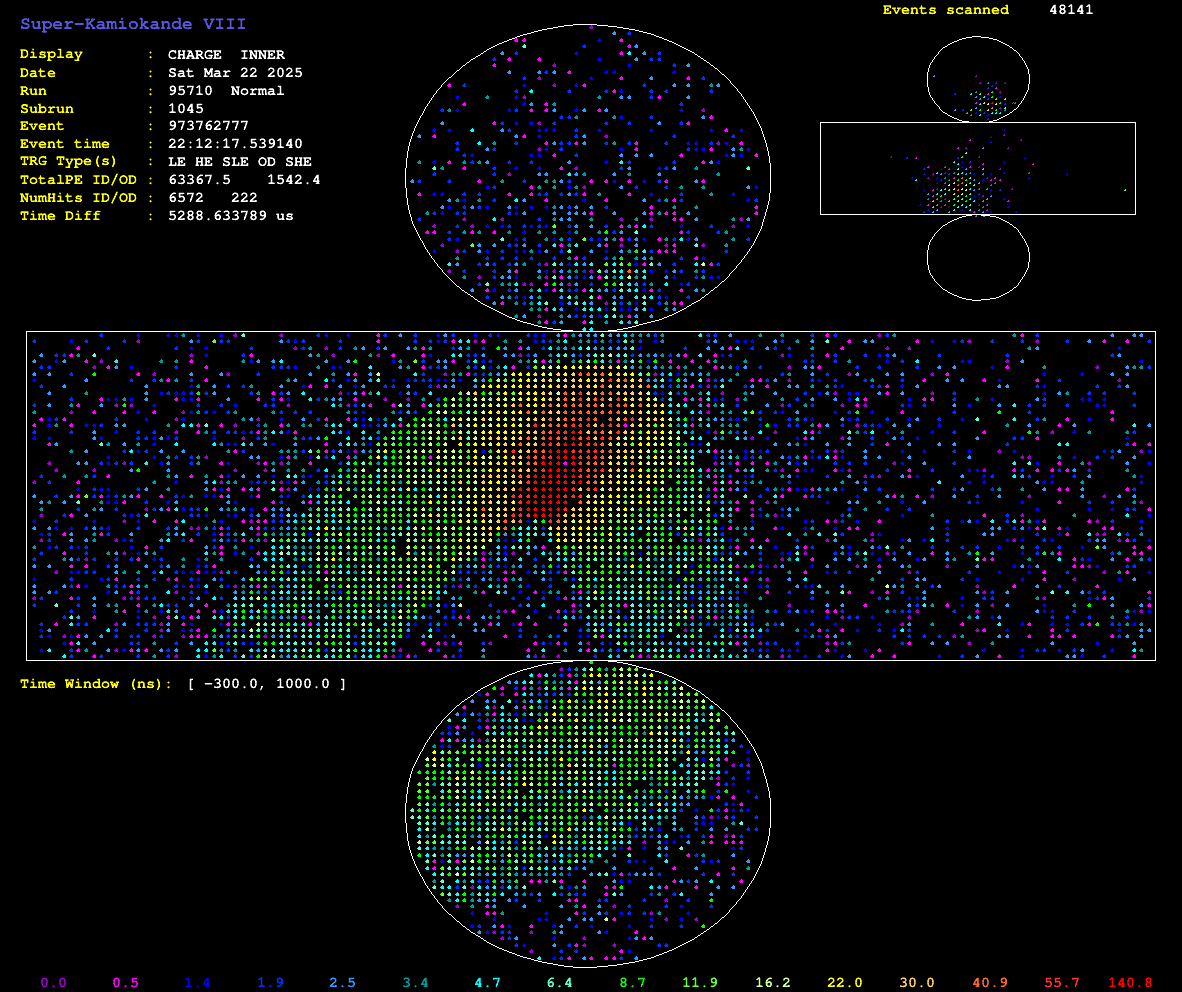 Super-Kamiokande VIII
Events scanned 48141
Display : CHARGE INNER
Date : Sat Mar 22 2025
Run : 95710 Normal
Subrun : 1045
Event : 973762777
Event time : 22:12:17.539140
TRG Type(s) : LE HE SLE OD SHE
TotalPE ID/OD : 63367.5 1542.4
NumHits ID/OD : 6572 222
Time Diff : 5288.633789 us
Time Window (ns): [ -300.0, 1000.0 ]
0.0 0.5 1.4 1.9 2.5 3.4 4.7 6.4 8.7 11.9 16.2 22.0 30.0 40.9 55.7 140.8